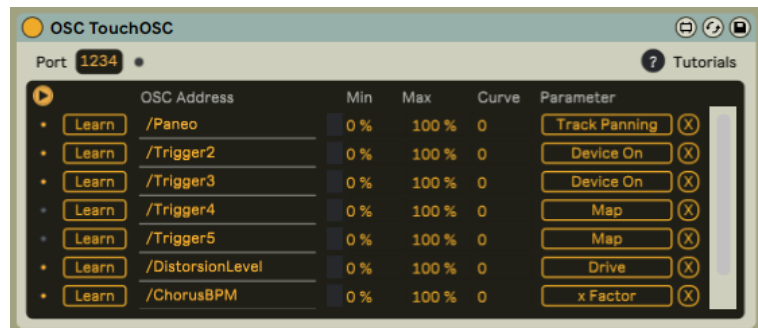 OSC TouchOSC
Port 1234 ? Tutorials
OSC Address Min Max Curve Parameter
Learn /Paneo 0 % 100 % 0 Track Panning X
Learn /Trigger2 0 % 100 % 0 Device On X
Learn /Trigger3 0 % 100 % 0 Device On X
Learn /Trigger4 0 % 100 % 0 Map X
Learn /Trigger5 0 % 100 % 0 Map X
Learn /DistorsionLevel 0 % 100 % 0 Drive X
Learn /ChorusBPM 0 % 100 % 0 x Factor X